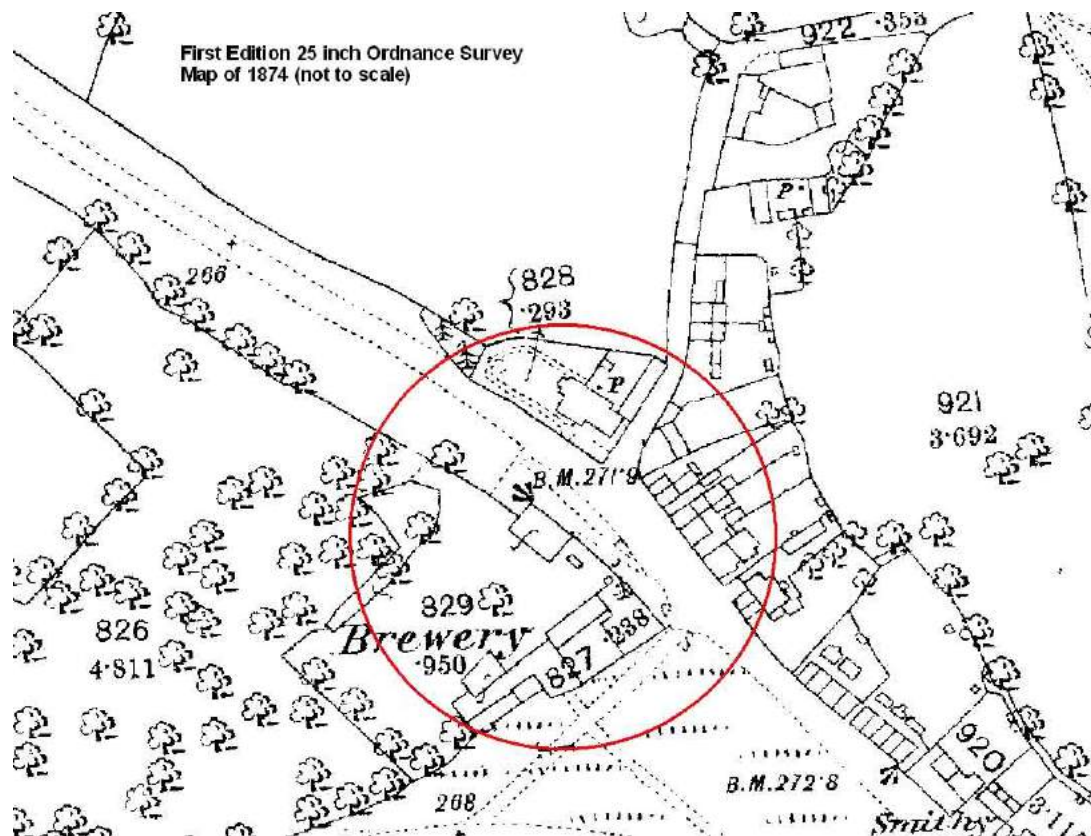 First Edition 25 inch Ordnance Survey
Map of 1874 (not to scale)
922 .353
P
266
828
.293
P
921
3.692
B.M.271.9
829
Brewery
.950
826
4.811
827 .238
920
B.M.272.8
268
Smithy